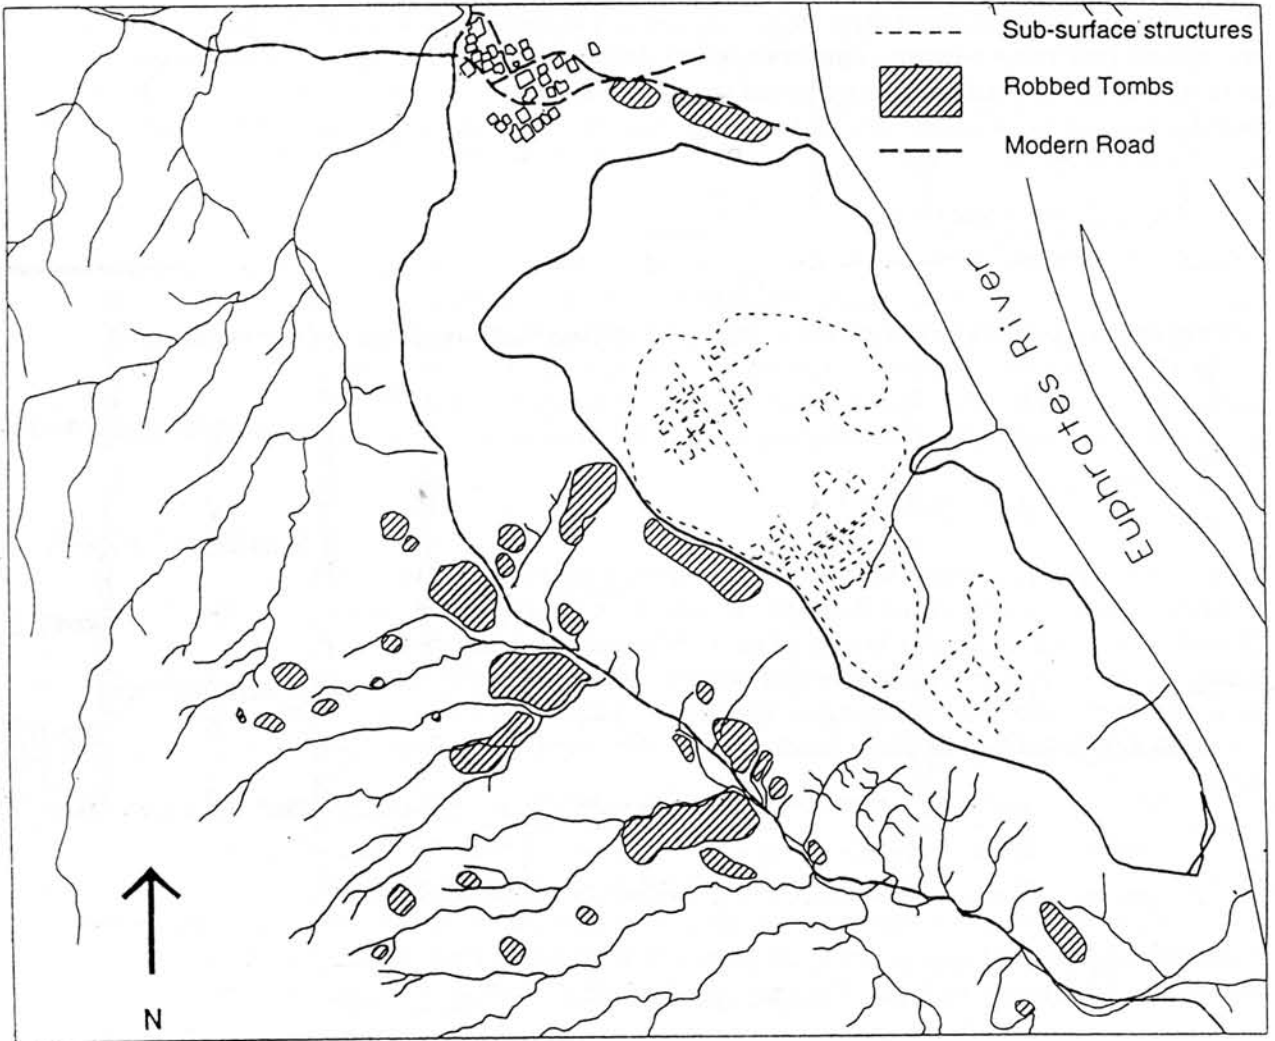 Sub-surface structures
Robbed Tombs
Modern Road
Euphrates River
N